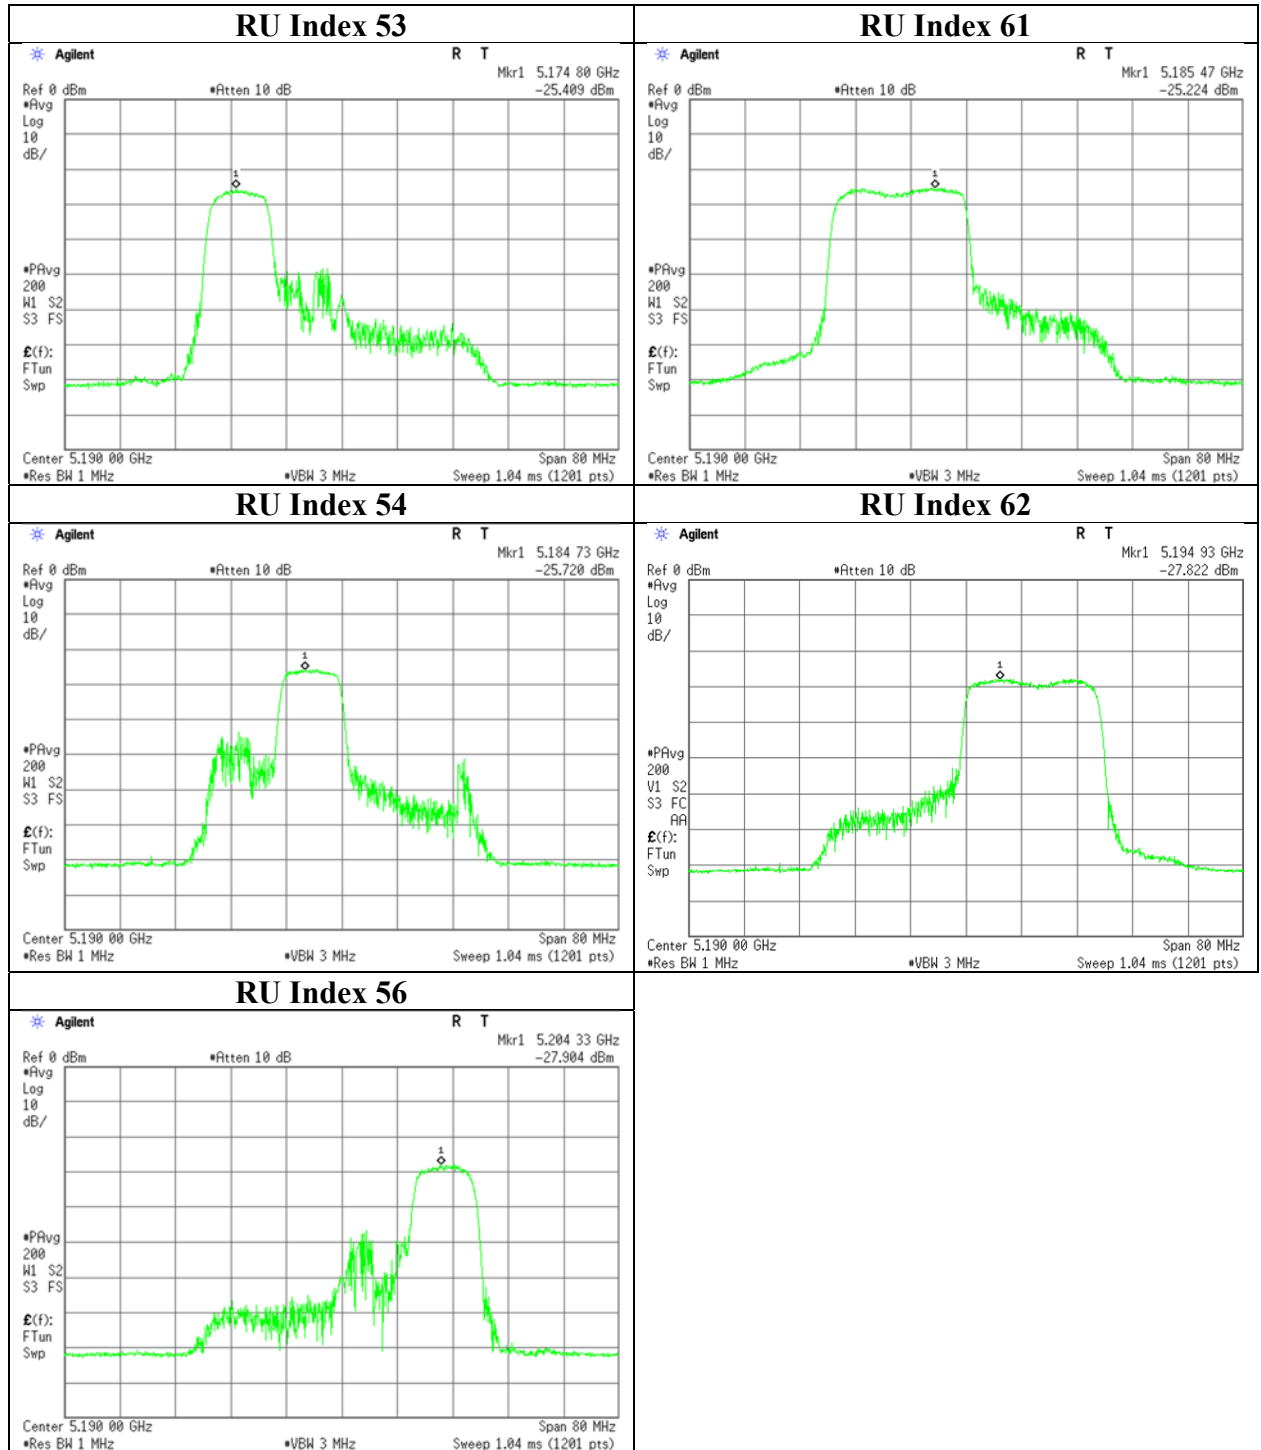 RU Index 53
Agilent
R T
Mkr1 5.174 80 GHz
Ref 0 dBm
#Atten 10 dB
-25.409 dBm
#Avg
Log
10
dB/
1
#PAvg
200
W1 S2
S3 FS
£(f):
FTun
Swp
Center 5.190 00 GHz
Span 80 MHz
#Res BW 1 MHz
#VBW 3 MHz
Sweep 1.04 ms (1201 pts)
RU Index 61
Agilent
R T
Mkr1 5.185 47 GHz
Ref 0 dBm
#Atten 10 dB
-25.224 dBm
#Avg
Log
10
dB/
1
#PAvg
200
W1 S2
S3 FS
£(f):
FTun
Swp
Center 5.190 00 GHz
Span 80 MHz
#Res BW 1 MHz
#VBW 3 MHz
Sweep 1.04 ms (1201 pts)
RU Index 54
Agilent
R T
Mkr1 5.184 73 GHz
Ref 0 dBm
#Atten 10 dB
-25.720 dBm
#Avg
Log
10
dB/
1
#PAvg
200
W1 S2
S3 FS
£(f):
FTun
Swp
Center 5.190 00 GHz
Span 80 MHz
#Res BW 1 MHz
#VBW 3 MHz
Sweep 1.04 ms (1201 pts)
RU Index 62
Agilent
R T
Mkr1 5.194 93 GHz
Ref 0 dBm
#Atten 10 dB
-27.822 dBm
#Avg
Log
10
dB/
1
#PAvg
200
V1 S2
S3 FC
AA
£(f):
FTun
Swp
Center 5.190 00 GHz
Span 80 MHz
#Res BW 1 MHz
#VBW 3 MHz
Sweep 1.04 ms (1201 pts)
RU Index 56
Agilent
R T
Mkr1 5.204 33 GHz
Ref 0 dBm
#Atten 10 dB
-27.904 dBm
#Avg
Log
10
dB/
1
#PAvg
200
W1 S2
S3 FS
£(f):
FTun
Swp
Center 5.190 00 GHz
Span 80 MHz
#Res BW 1 MHz
#VBW 3 MHz
Sweep 1.04 ms (1201 pts)